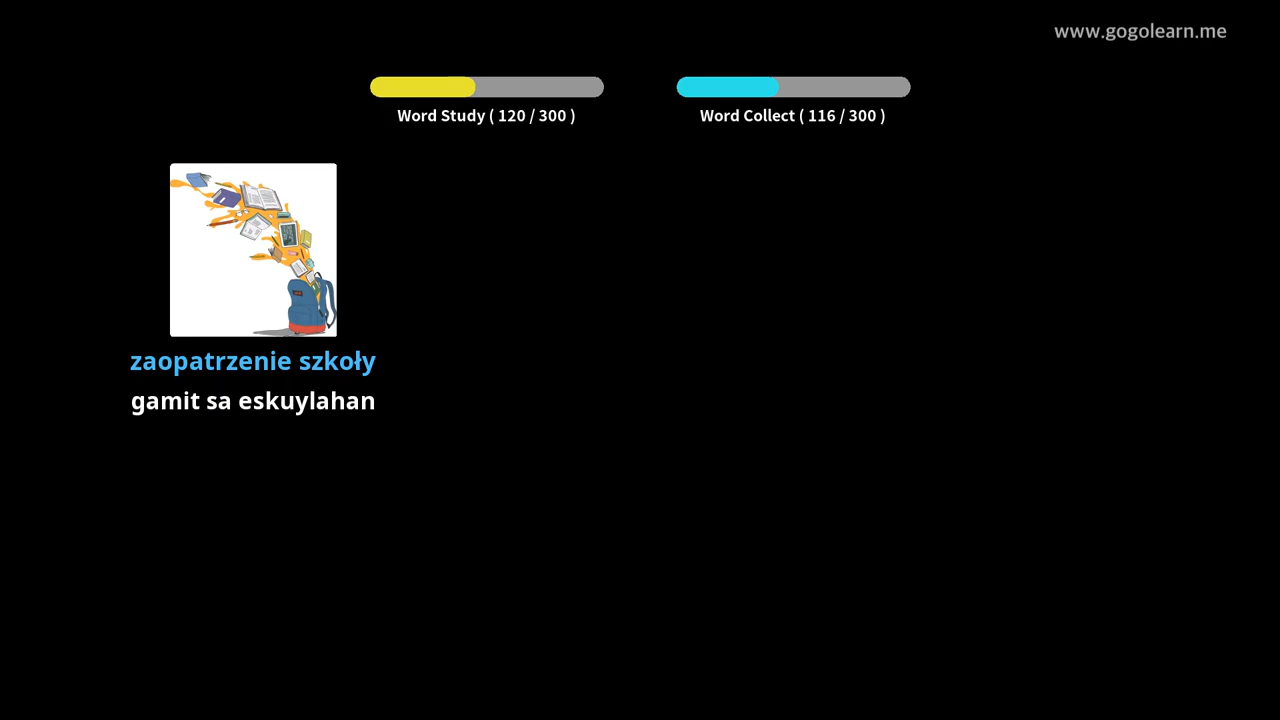 www.gogolearn.me
Word Study ( 120 / 300 )
Word Collect ( 116 / 300 )
zaopatrzenie szkoły
gamit sa eskuylahan